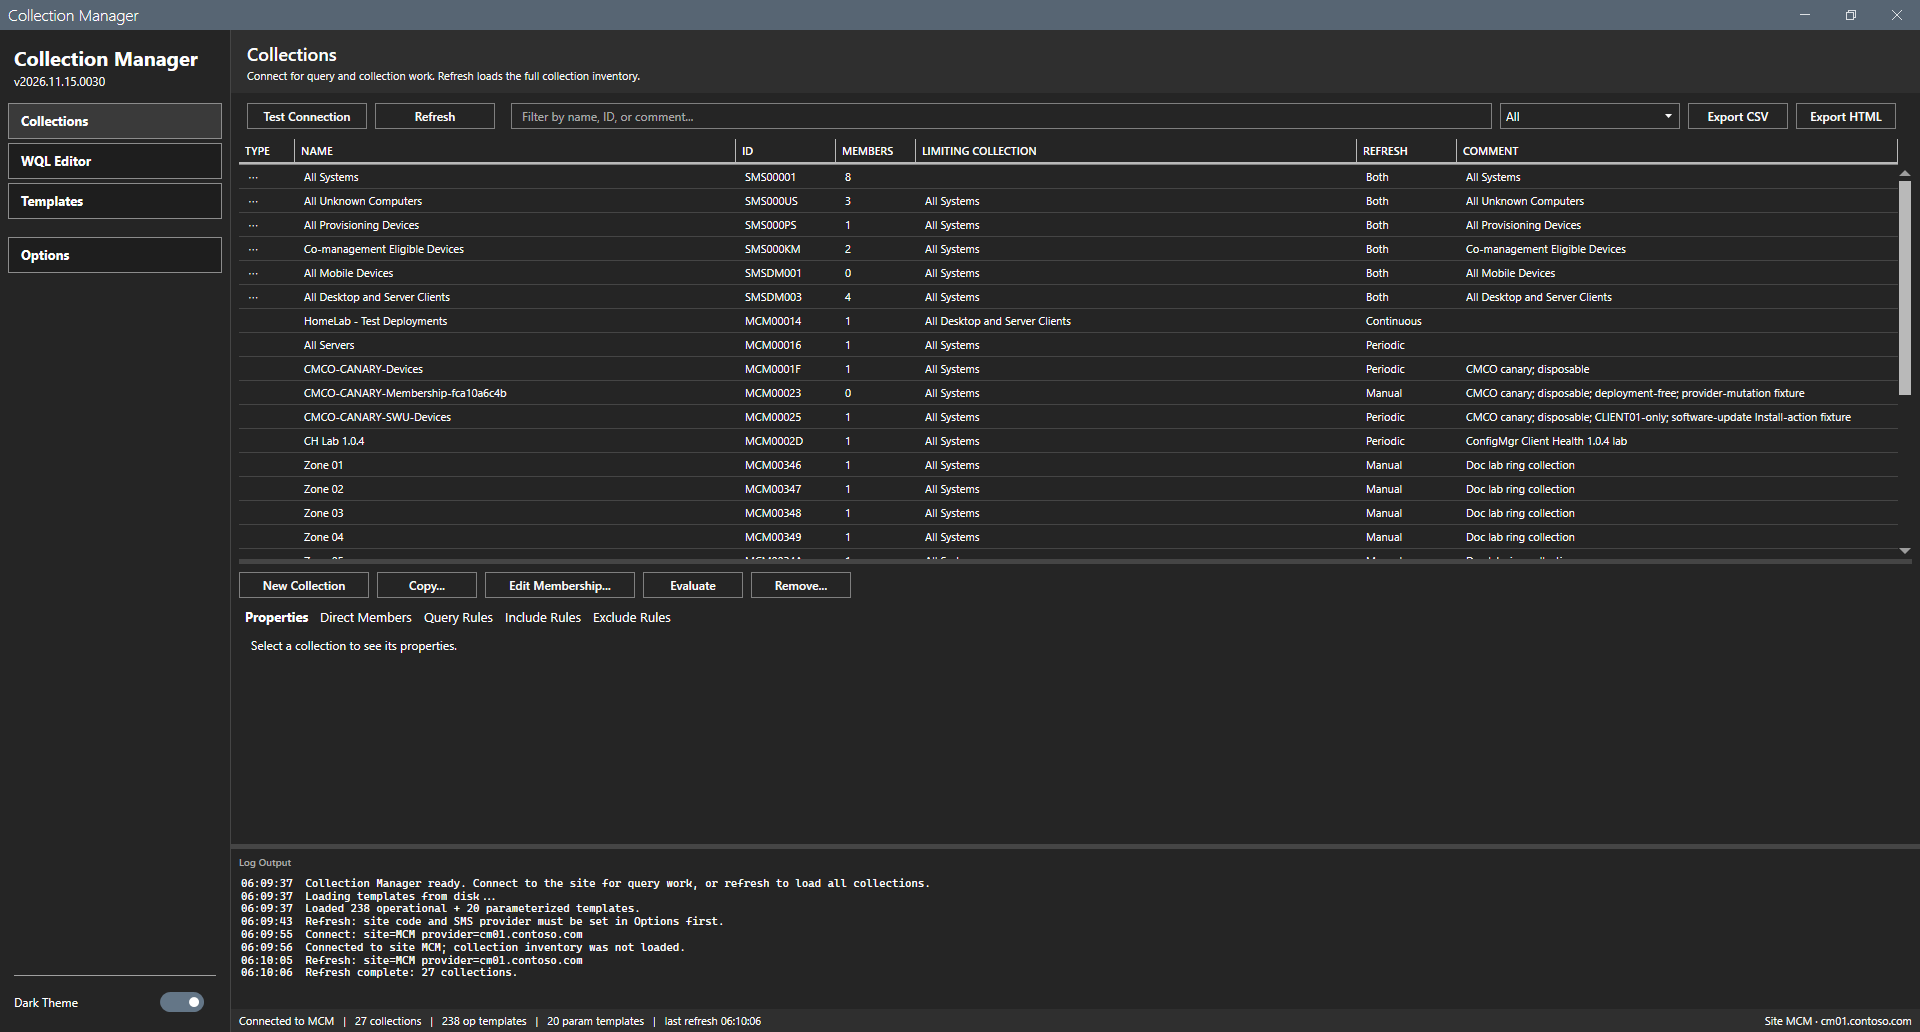 Collection Manager
Collection Manager
v2026.11.15.0030
Collections
WQL Editor
Templates
Options
Dark Theme
Collections
Connect for query and collection work. Refresh loads the full collection inventory.
Test Connection Refresh Filter by name, ID, or comment... All Export CSV Export HTML
TYPE NAME ID MEMBERS LIMITING COLLECTION REFRESH COMMENT
... All Systems SMS00001 8 Both All Systems
... All Unknown Computers SMS000US 3 All Systems Both All Unknown Computers
... All Provisioning Devices SMS000PS 1 All Systems Both All Provisioning Devices
... Co-management Eligible Devices SMS000KM 2 All Systems Both Co-management Eligible Devices
... All Mobile Devices SMSDM001 0 All Systems Both All Mobile Devices
... All Desktop and Server Clients SMSDM003 4 All Systems Both All Desktop and Server Clients
HomeLab - Test Deployments MCM00014 1 All Desktop and Server Clients Continuous
All Servers MCM00016 1 All Systems Periodic
CMCO-CANARY-Devices MCM0001F 1 All Systems Periodic CMCO canary; disposable
CMCO-CANARY-Membership-fca10a6c4b MCM00023 0 All Systems Manual CMCO canary; disposable; deployment-free; provider-mutation fixture
CMCO-CANARY-SWU-Devices MCM00025 1 All Systems Periodic CMCO canary; disposable; CLIENT01-only; software-update Install-action fixture
CH Lab 1.0.4 MCM0002D 1 All Systems Periodic ConfigMgr Client Health 1.0.4 lab
Zone 01 MCM00346 1 All Systems Manual Doc lab ring collection
Zone 02 MCM00347 1 All Systems Manual Doc lab ring collection
Zone 03 MCM00348 1 All Systems Manual Doc lab ring collection
Zone 04 MCM00349 1 All Systems Manual Doc lab ring collection
New Collection Copy... Edit Membership... Evaluate Remove...
Properties Direct Members Query Rules Include Rules Exclude Rules
Select a collection to see its properties.
Log Output
06:09:37 Collection Manager ready. Connect to the site for query work, or refresh to load all collections.
06:09:37 Loading templates from disk...
06:09:37 Loaded 238 operational + 20 parameterized templates.
06:09:43 Refresh: site code and SMS provider must be set in Options first.
06:09:55 Connect: site=MCM provider=cm01.contoso.com
06:09:56 Connected to site MCM; collection inventory was not loaded.
06:10:05 Refresh: site=MCM provider=cm01.contoso.com
06:10:06 Refresh complete: 27 collections.
Connected to MCM | 27 collections | 238 op templates | 20 param templates | last refresh 06:10:06 Site MCM · cm01.contoso.com